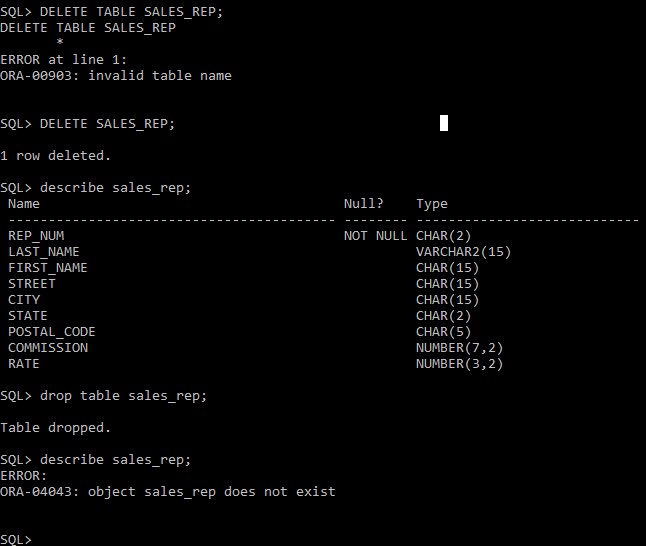 SQL> DELETE TABLE SALES_REP;
DELETE TABLE SALES_REP
       *
ERROR at line 1:
ORA-00903: invalid table name
SQL> DELETE SALES_REP;
1 row deleted.
SQL> describe sales_rep;
 Name                                      Null?    Type
 ----------------------------------------- -------- ----------------------------
 REP_NUM                                   NOT NULL CHAR(2)
 LAST_NAME                                          VARCHAR2(15)
 FIRST_NAME                                         CHAR(15)
 STREET                                             CHAR(15)
 CITY                                               CHAR(15)
 STATE                                              CHAR(2)
 POSTAL_CODE                                        CHAR(5)
 COMMISSION                                         NUMBER(7,2)
 RATE                                               NUMBER(3,2)
SQL> drop table sales_rep;
Table dropped.
SQL> describe sales_rep;
ERROR:
ORA-04043: object sales_rep does not exist
SQL>